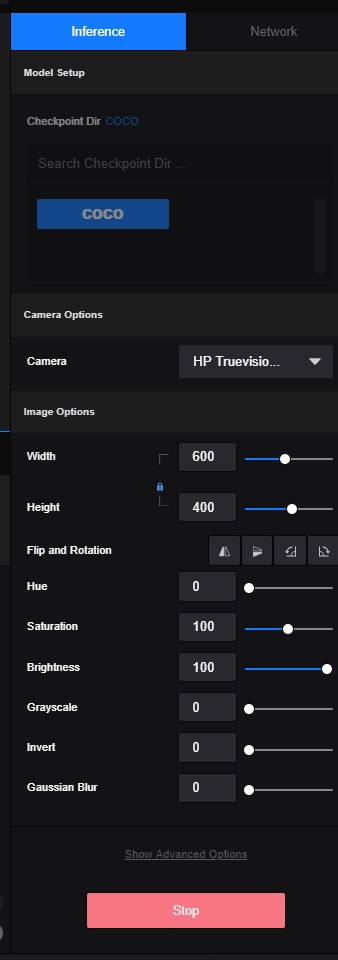 Inference Network
Model Setup
Checkpoint Dir COCO
Search Checkpoint Dir ...
COCO
Camera Options
Camera HP Truevisio...
Image Options
Width 600
Height 400
Flip and Rotation
Hue 0
Saturation 100
Brightness 100
Grayscale 0
Invert 0
Gaussian Blur 0
Show Advanced Options
Stop